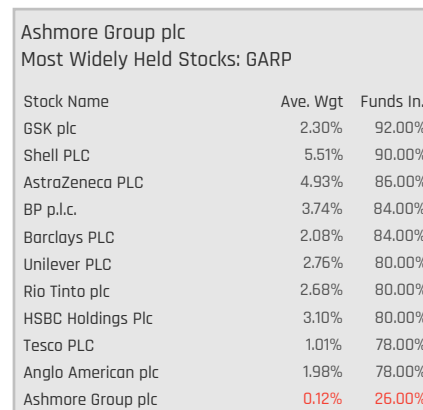 Ashmore Group plc
Most Widely Held Stocks: GARP
Stock Name Ave. Wgt Funds In.
GSK plc 2.30% 92.00%
Shell PLC 5.51% 90.00%
AstraZeneca PLC 4.93% 86.00%
BP p.l.c. 3.74% 84.00%
Barclays PLC 2.08% 84.00%
Unilever PLC 2.76% 80.00%
Rio Tinto plc 2.68% 80.00%
HSBC Holdings Plc 3.10% 80.00%
Tesco PLC 1.01% 78.00%
Anglo American plc 1.98% 78.00%
Ashmore Group plc 0.12% 26.00%